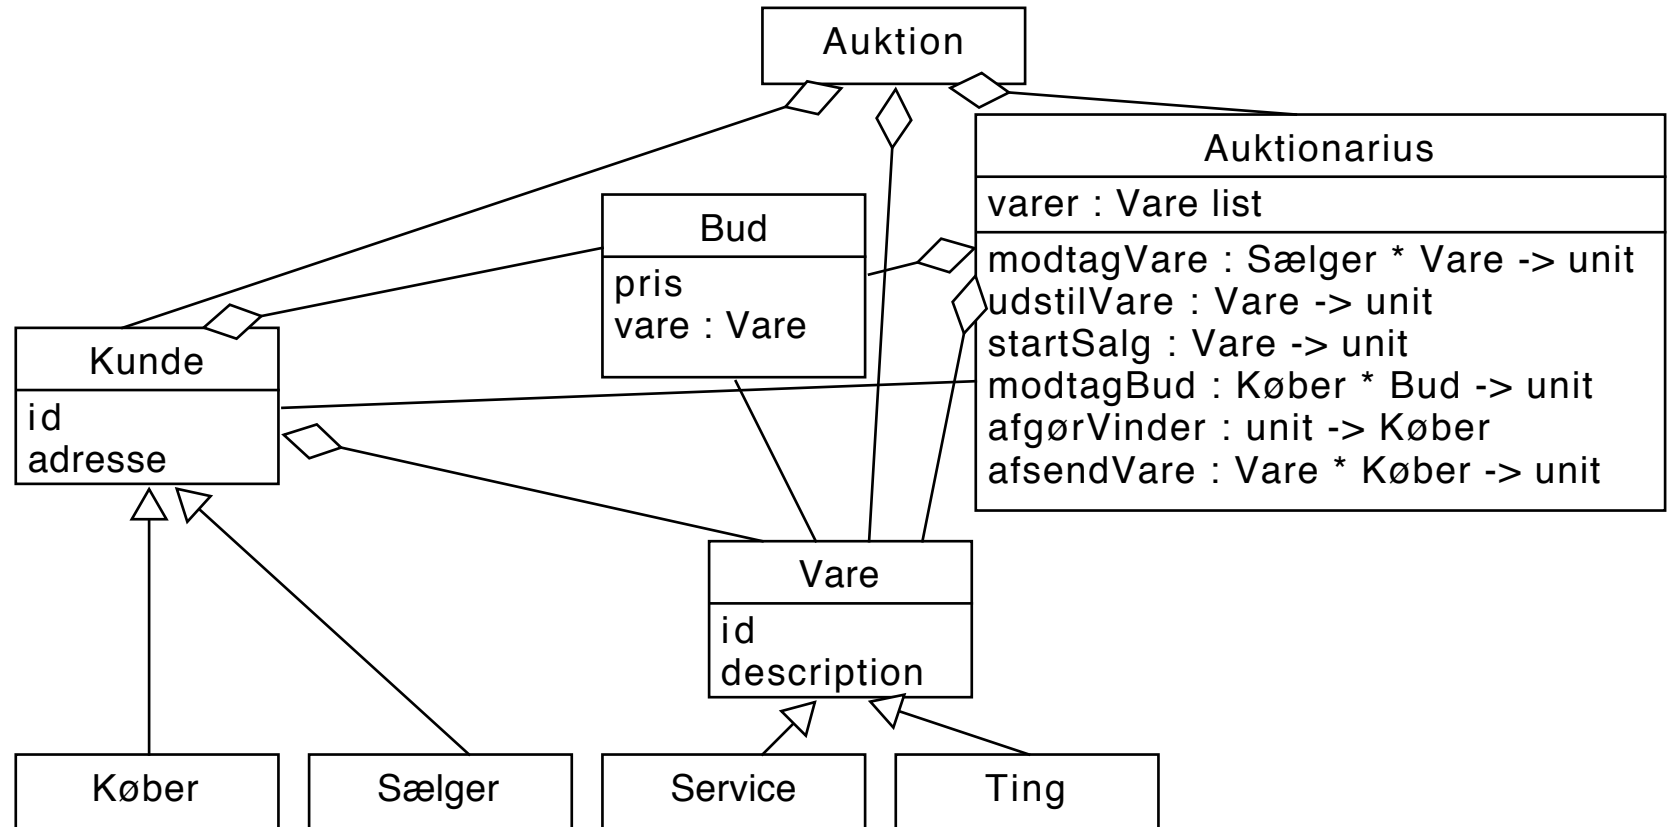 Auktion
Auktionarius
varer : Vare list
modtagVare : Sælger * Vare -> unit
udstilVare : Vare -> unit
startSalg : Vare -> unit
modtagBud : Køber * Bud -> unit
afgørVinder : unit -> Køber
afsendVare : Vare * Køber -> unit
Bud
pris
vare : Vare
Kunde
id
adresse
Vare
id
description
Køber
Sælger
Service
Ting